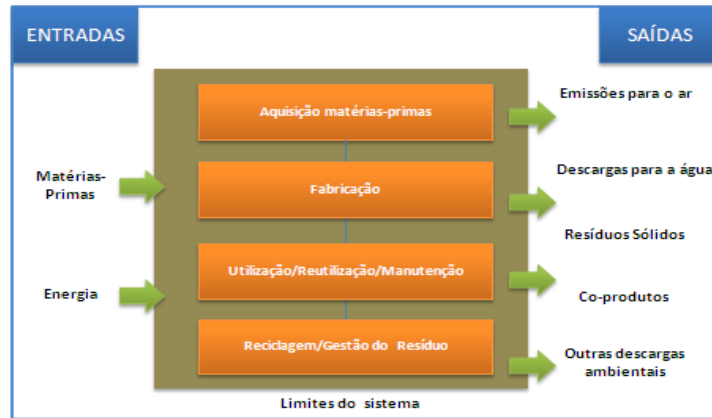 ENTRADAS
SAÍDAS
Aquisição matérias-primas
Emissões para o ar
Matérias-
Primas
Fabricação
Descargas para a água
Resíduos Sólidos
Energia
Utilização/Reutilização/Manutenção
Co-produtos
Reciclagem/Gestão do Resíduo
Outras descargas
ambientais
Limites do sistema